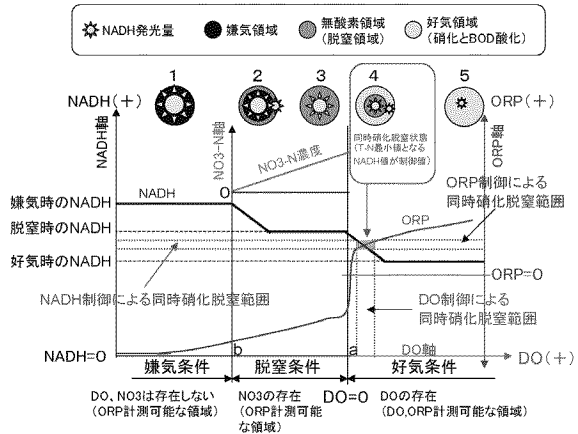 NADH発光量
嫌気領域
無酸素領域
(脱窒領域)
好気領域
(硝化とBOD酸化)
1
2
3
4
5
NADH(+)
ORP(+)
NADH軸
NO3-N軸
ORP軸
NO3-N濃度
同時硝化脱窒状態
(T-N最小値となる
NADH値が制御値)
0
NADH
ORP
ORP制御による
同時硝化脱窒範囲
嫌気時のNADH
脱窒時のNADH
好気時のNADH
ORP=0
NADH制御による同時硝化脱窒範囲
DO制御による
同時硝化脱窒範囲
NADH=0
b
a
DO軸
DO(+)
嫌気条件
脱窒条件
好気条件
DO=0
DO、NO3は存在しない
(ORP計測可能な領域)
NO3の存在
(ORP計測可能
な領域)
DOの存在
(DO,ORP計測可能な領域)